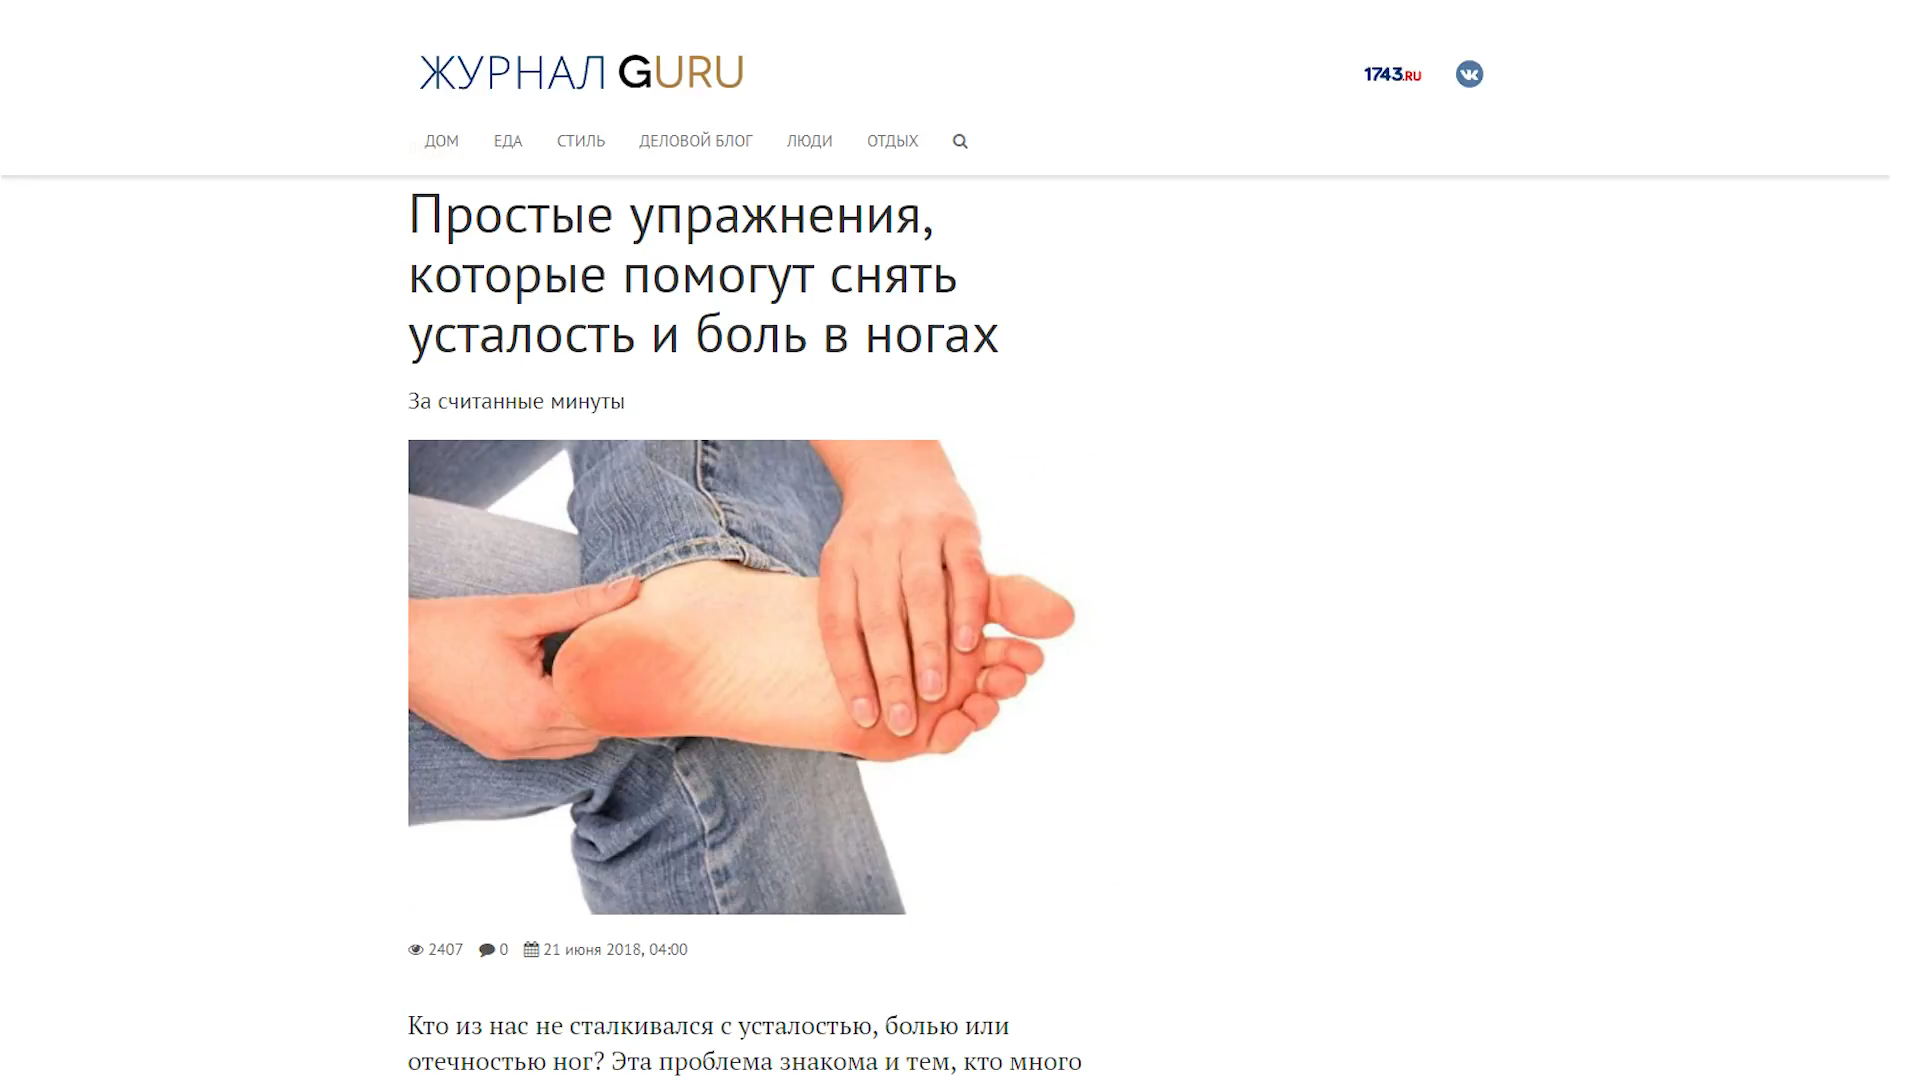 ЖУРНАЛ GURU
1743.RU
ДОМ ЕДА СТИЛЬ ДЕЛОВОЙ БЛОГ ЛЮДИ ОТДЫХ
Простые упражнения,
которые помогут снять
усталость и боль в ногах
За считанные минуты
2407 0 21 июня 2018, 04:00
Кто из нас не сталкивался с усталостью, болью или
отечностью ног? Эта проблема знакома и тем, кто много